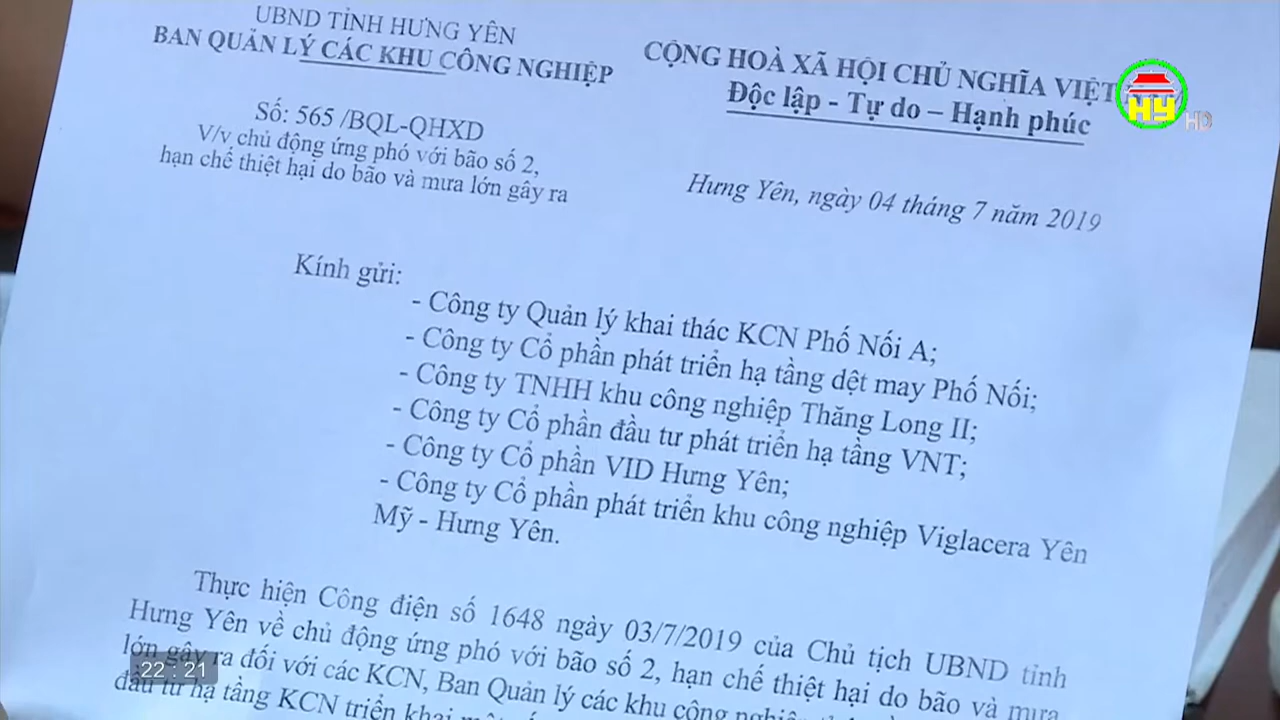 UBND TỈNH HƯNG YÊN
BAN QUẢN LÝ CÁC KHU CÔNG NGHIỆP
CỘNG HOÀ XÃ HỘI CHỦ NGHĨA VIỆT
Độc lập - Tự do – Hạnh phúc
HY HD
Số: 565 /BQL-QHXD
V/v chủ động ứng phó với bão số 2,
hạn chế thiệt hại do bão và mưa lớn gây ra
Hưng Yên, ngày 04 tháng 7 năm 2019
Kính gửi:
- Công ty Quản lý khai thác KCN Phố Nối A;
- Công ty Cổ phần phát triển hạ tầng dệt may Phố Nối;
- Công ty TNHH khu công nghiệp Thăng Long II;
- Công ty Cổ phần đầu tư phát triển hạ tầng VNT;
- Công ty Cổ phần VID Hưng Yên;
- Công ty Cổ phần phát triển khu công nghiệp Viglacera Yên
Mỹ - Hưng Yên.
Thực hiện Công điện số 1648 ngày 03/7/2019 của Chủ tịch UBND tỉnh
Hưng Yên về chủ động ứng phó với bão số 2, hạn chế thiệt hại do bão và mưa
lớn gây ra đối với các KCN, Ban Quản lý các khu công nghiệp
đầu tư hạ tầng KCN triển khai
22:21